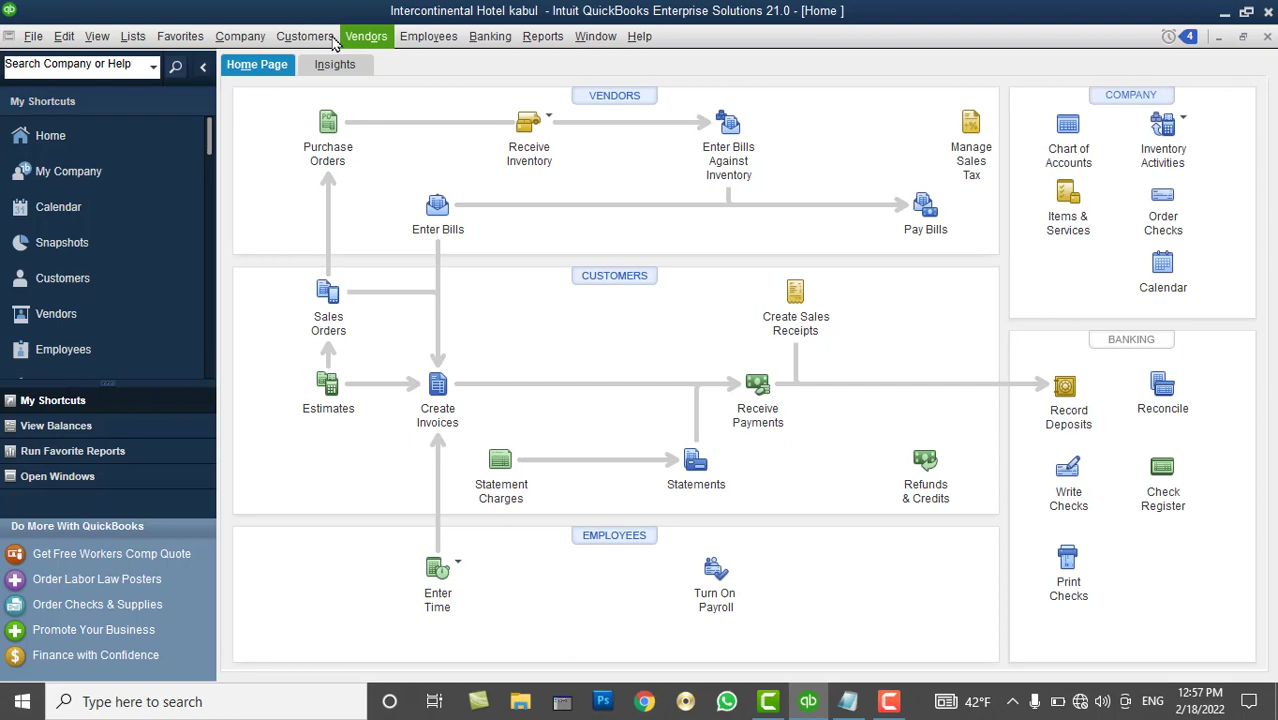 Intercontinental Hotel kabul - Intuit QuickBooks Enterprise Solutions 21.0 - [Home ]
File Edit View Lists Favorites Company Customers Vendors Employees Banking Reports Window Help
4
Search Company or Help
Home Page Insights
My Shortcuts
Home
My Company
Calendar
Snapshots
Customers
Vendors
Employees
My Shortcuts
View Balances
Run Favorite Reports
Open Windows
Do More With QuickBooks
Get Free Workers Comp Quote
Order Labor Law Posters
Order Checks & Supplies
Promote Your Business
Finance with Confidence
VENDORS
Purchase
Orders
Receive
Inventory
Enter Bills
Against
Inventory
Manage
Sales
Tax
Enter Bills
Pay Bills
CUSTOMERS
Sales
Orders
Create Sales
Receipts
Estimates
Create
Invoices
Receive
Payments
Statement
Charges
Statements
Refunds
& Credits
EMPLOYEES
Enter
Time
Turn On
Payroll
COMPANY
Chart of
Accounts
Inventory
Activities
Items &
Services
Order
Checks
Calendar
BANKING
Record
Deposits
Reconcile
Write
Checks
Check
Register
Print
Checks
Type here to search
42°F
ENG
12:57 PM
2/18/2022